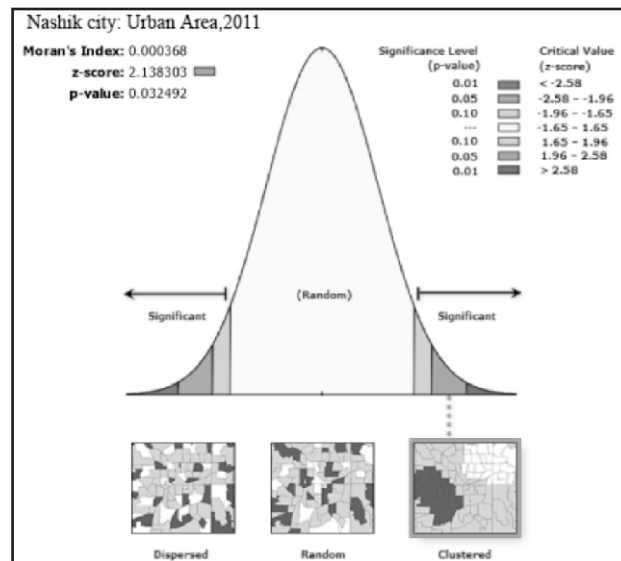 Nashik city: Urban Area,2011
Moran's Index: 0.000368
z-score: 2.138303
p-value: 0.032492
Significance Level
(p-value)
Critical Value
(z-score)
0.01 < -2.58
0.05 -2.58 – -1.96
0.10 -1.96 – -1.65
--- -1.65 – 1.65
0.10 1.65 – 1.96
0.05 1.96 – 2.58
0.01 > 2.58
(Random)
Significant
Significant
Dispersed
Random
Clustered